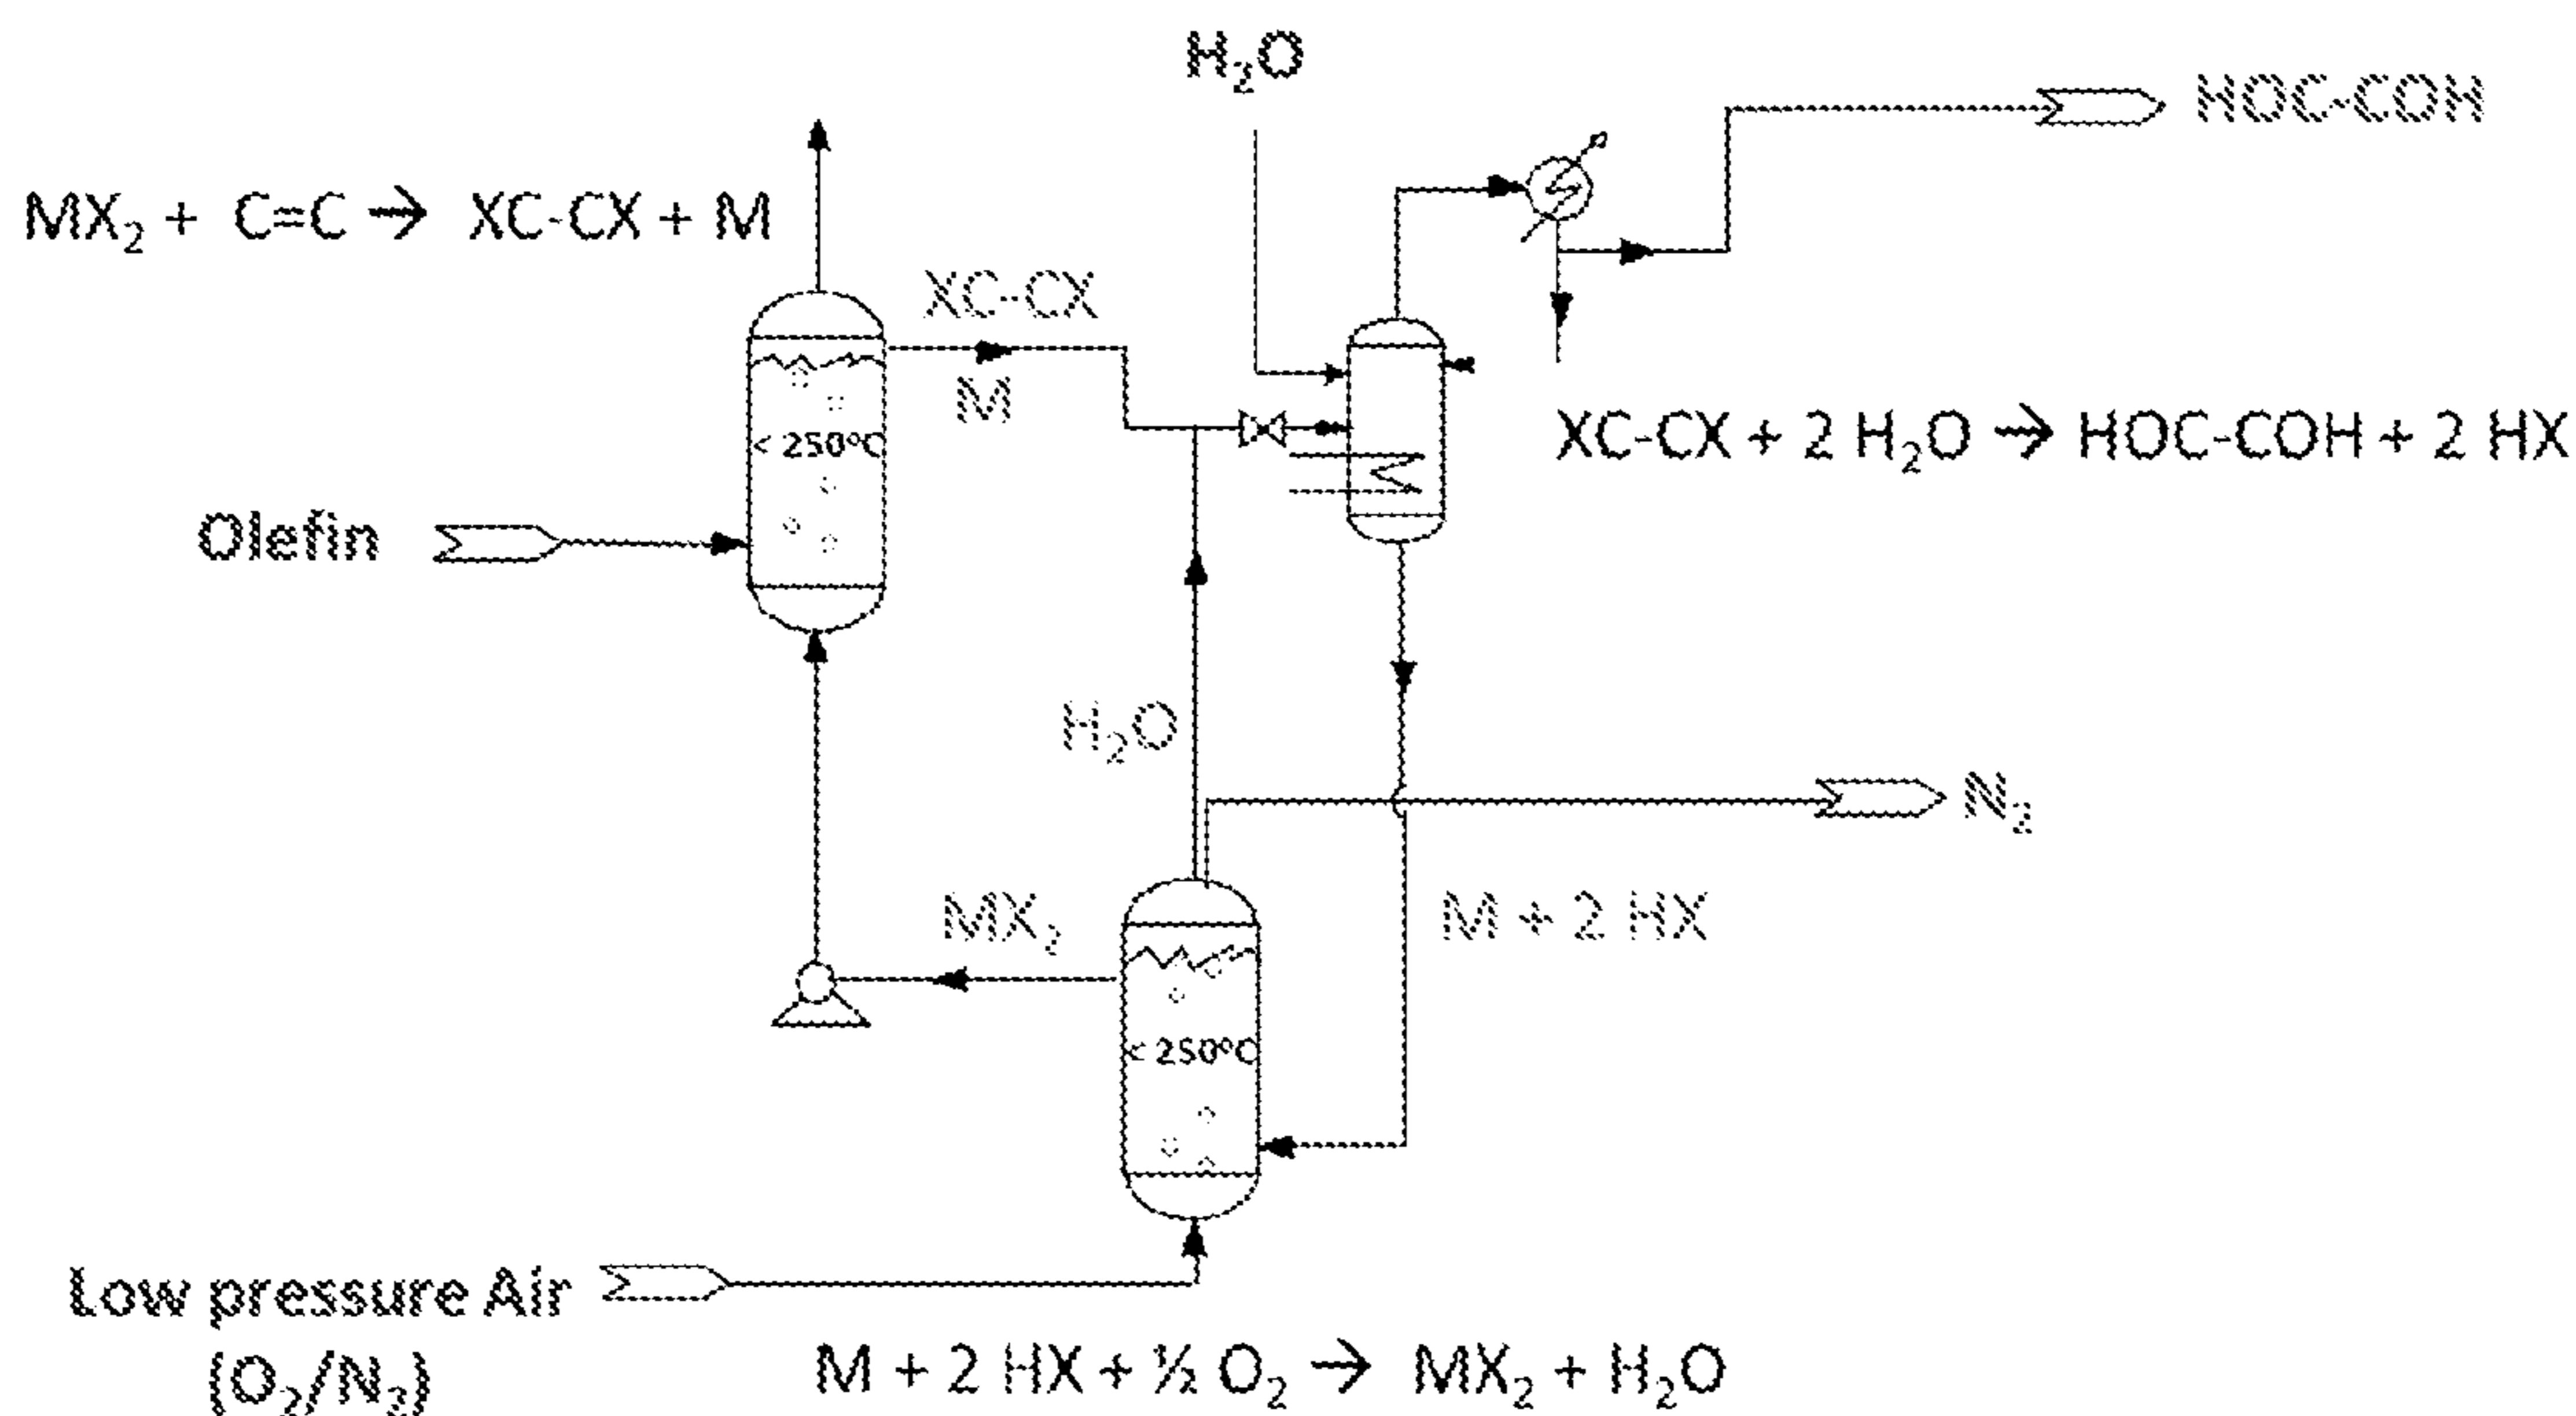 H₂O
HOC-COH
MX₂ + C=C → XC-CX + M
XC-CX
M
< 250°C
XC-CX + 2 H₂O → HOC-COH + 2 HX
Olefin
H₂O
N₂
MX₂
M + 2 HX
< 250°C
Low pressure Air
(O₂/N₂)
M + 2 HX + ½ O₂ → MX₂ + H₂O